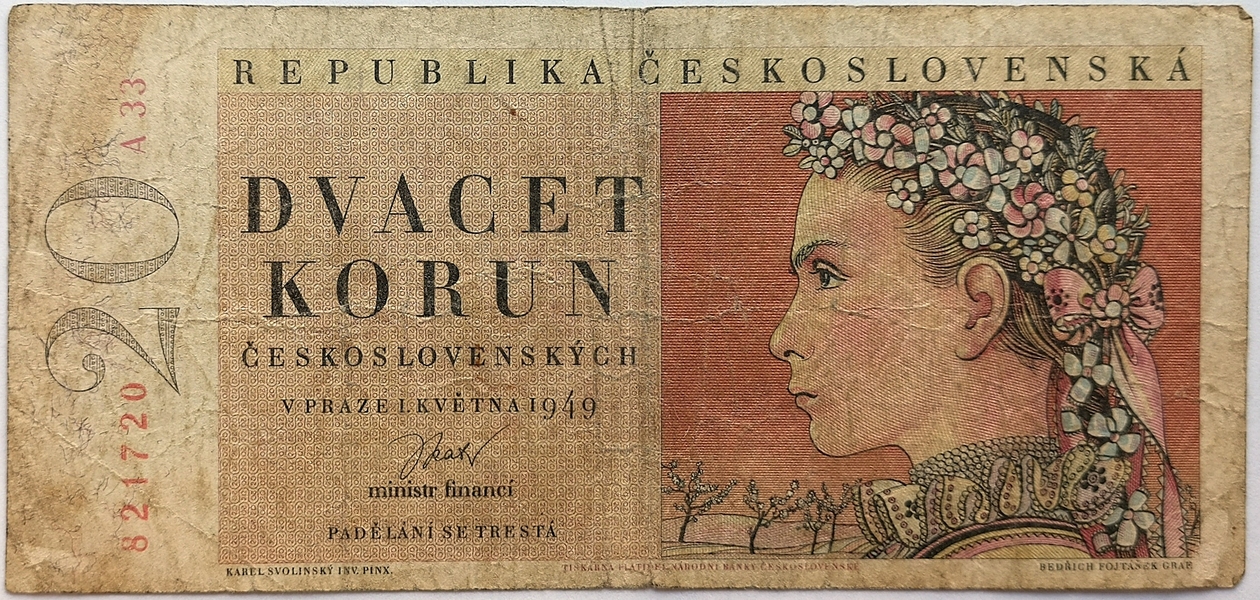 REPUBLIKA ČESKOSLOVENSKÁ
A 33
20
821720
DVACET
KORUN
ČESKOSLOVENSKÝCH
V PRAZE 1. KVĚTNA 1949
ministr financí
PADĚLÁNÍ SE TRESTÁ
KAREL SVOLINSKÝ INV. PINX.
TISKÁRNA PLATIDEL NÁRODNÍ BANKY ČESKOSLOVENSKÉ
BEDŘICH FOJTÁŠEK GRAF